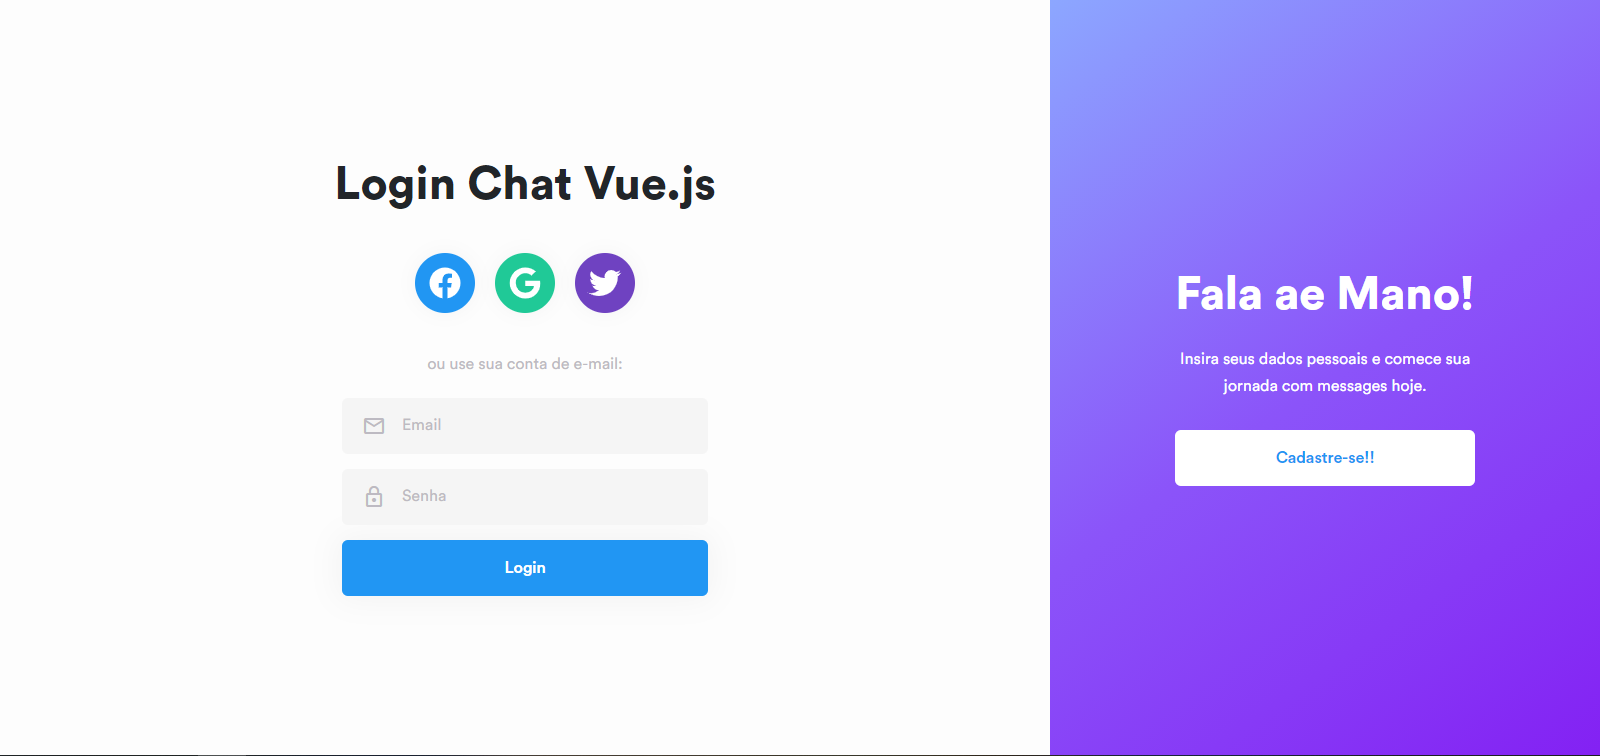 Login Chat Vue.js
ou use sua conta de e-mail:
Email
Senha
Login
Fala ae Mano!
Insira seus dados pessoais e comece sua
jornada com messages hoje.
Cadastre-se!!